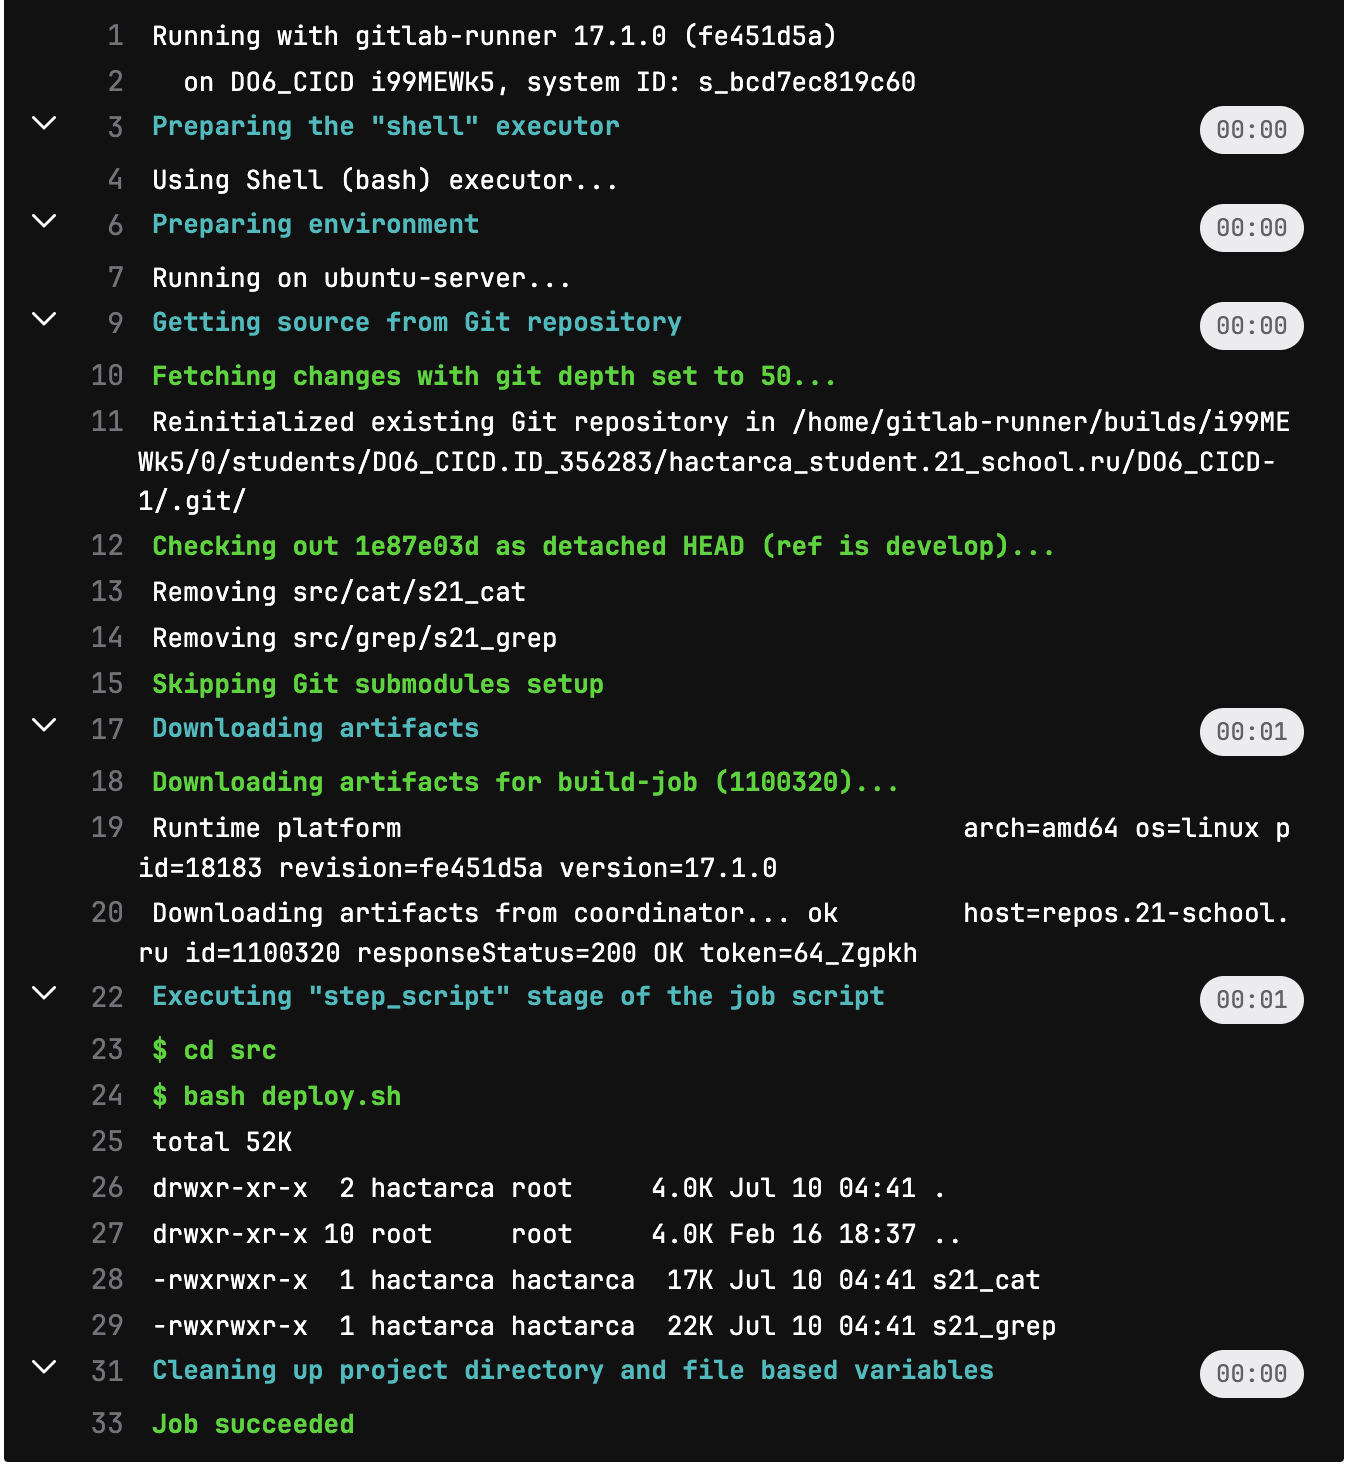 1 Running with gitlab-runner 17.1.0 (fe451d5a)
2 on DO6_CICD i99MEWk5, system ID: s_bcd7ec819c60
3 Preparing the "shell" executor 00:00
4 Using Shell (bash) executor...
6 Preparing environment 00:00
7 Running on ubuntu-server...
9 Getting source from Git repository 00:00
10 Fetching changes with git depth set to 50...
11 Reinitialized existing Git repository in /home/gitlab-runner/builds/i99ME
Wk5/0/students/DO6_CICD.ID_356283/hactarca_student.21_school.ru/DO6_CICD-
1/.git/
12 Checking out 1e87e03d as detached HEAD (ref is develop)...
13 Removing src/cat/s21_cat
14 Removing src/grep/s21_grep
15 Skipping Git submodules setup
17 Downloading artifacts 00:01
18 Downloading artifacts for build-job (1100320)...
19 Runtime platform arch=amd64 os=linux p
id=18183 revision=fe451d5a version=17.1.0
20 Downloading artifacts from coordinator... ok host=repos.21-school.
ru id=1100320 responseStatus=200 OK token=64_Zgpkh
22 Executing "step_script" stage of the job script 00:01
23 $ cd src
24 $ bash deploy.sh
25 total 52K
26 drwxr-xr-x 2 hactarca root 4.0K Jul 10 04:41 .
27 drwxr-xr-x 10 root root 4.0K Feb 16 18:37 ..
28 -rwxrwxr-x 1 hactarca hactarca 17K Jul 10 04:41 s21_cat
29 -rwxrwxr-x 1 hactarca hactarca 22K Jul 10 04:41 s21_grep
31 Cleaning up project directory and file based variables 00:00
33 Job succeeded